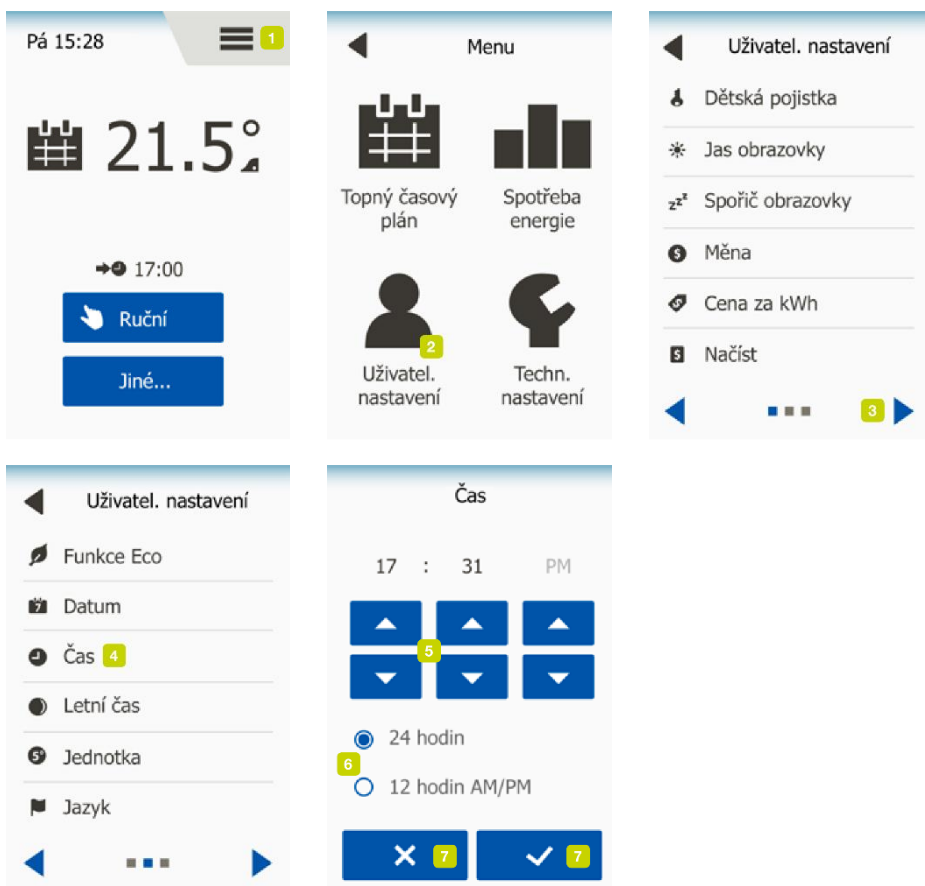 Pá 15:28
1
21.5°
17:00
Ruční
Jiné...
Menu
Topný časový
plán
Spotřeba
energie
2
Uživatel.
nastavení
Techn.
nastavení
Uživatel. nastavení
Dětská pojistka
Jas obrazovky
zzz Spořič obrazovky
$ Měna
$ Cena za kWh
$ Načíst
3
Uživatel. nastavení
Funkce Eco
7 Datum
Čas 4
Letní čas
5° Jednotka
Jazyk
Čas
17 : 31 PM
5
24 hodin
6
12 hodin AM/PM
7 7